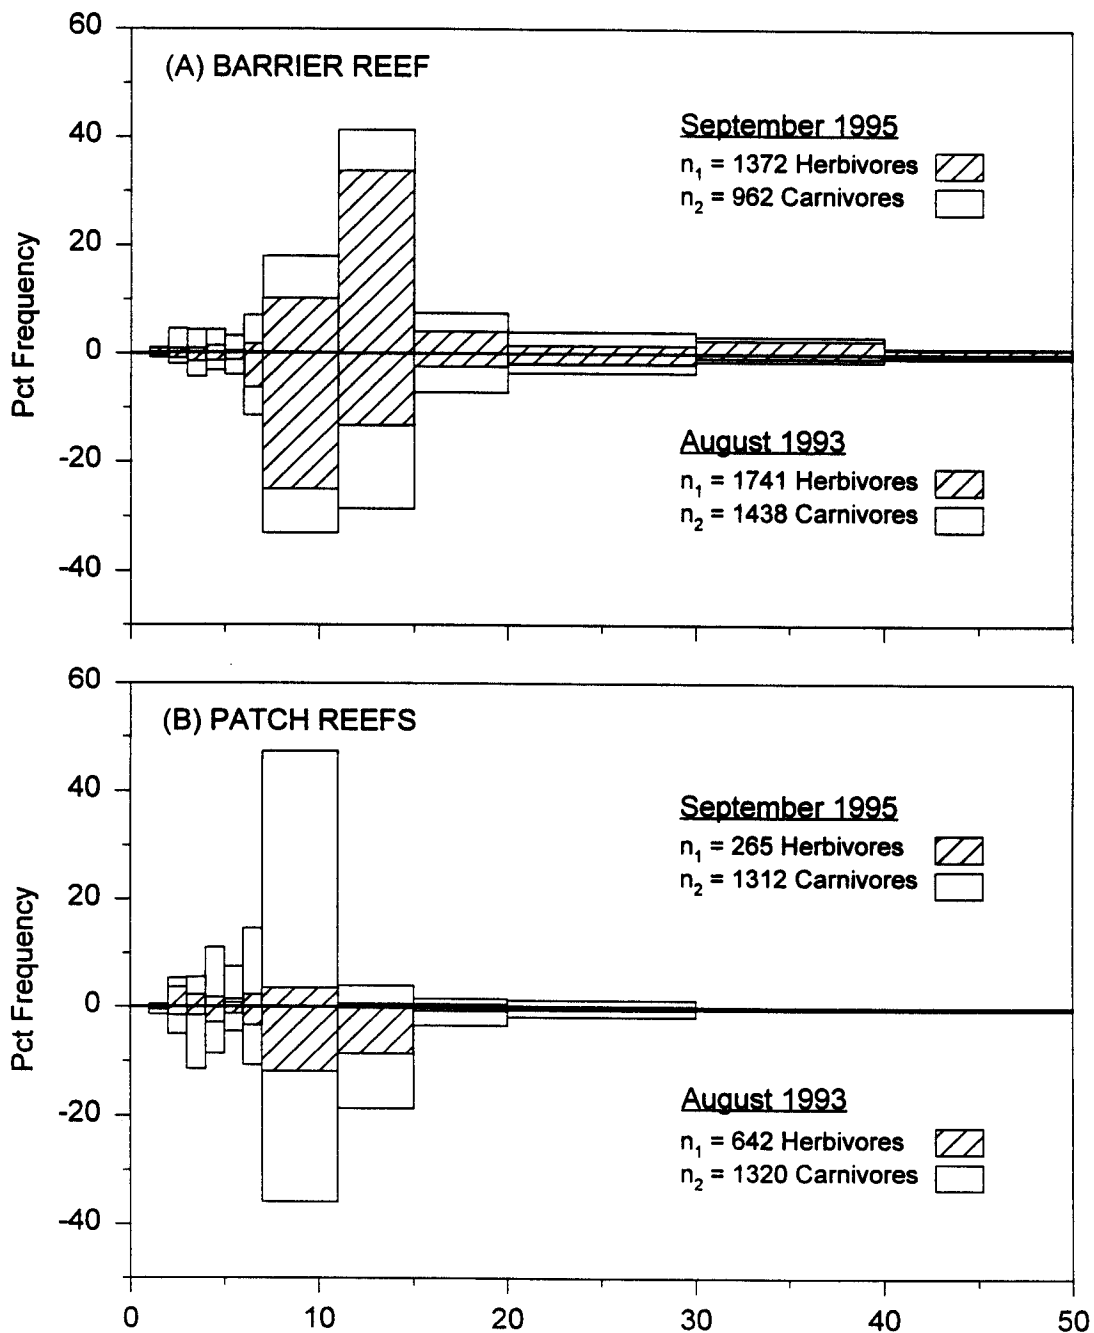 60
(A) BARRIER REEF
September 1995
40
n1 = 1372 Herbivores
n2 = 962 Carnivores
20
Pct Frequency
0
August 1993
-20
n1 = 1741 Herbivores
n2 = 1438 Carnivores
-40
60
(B) PATCH REEFS
40
September 1995
n1 = 265 Herbivores
n2 = 1312 Carnivores
20
Pct Frequency
0
August 1993
-20
n1 = 642 Herbivores
n2 = 1320 Carnivores
-40
0 10 20 30 40 50